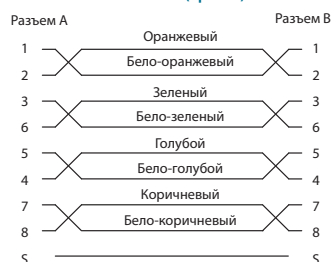 Разъем А Разъем В
Оранжевый
1 1
Бело-оранжевый
2 2
Зеленый
3 3
Бело-зеленый
6 6
Голубой
5 5
Бело-голубой
4 4
Коричневый
7 7
Бело-коричневый
8 8
S S